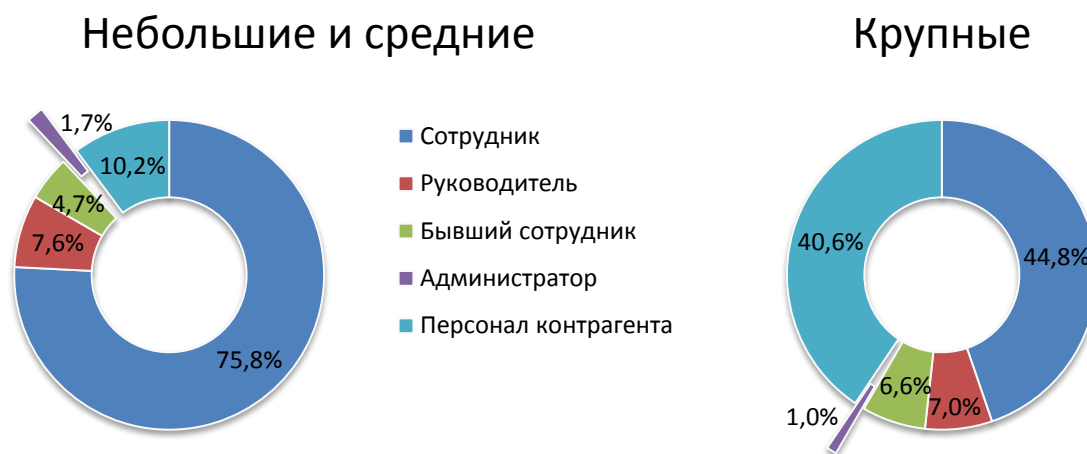 Небольшие и средние
Крупные
1,7%
10,2%
4,7%
7,6%
75,8%
Сотрудник
Руководитель
Бывший сотрудник
Администратор
Персонал контрагента
40,6%
44,8%
6,6%
7,0%
1,0%